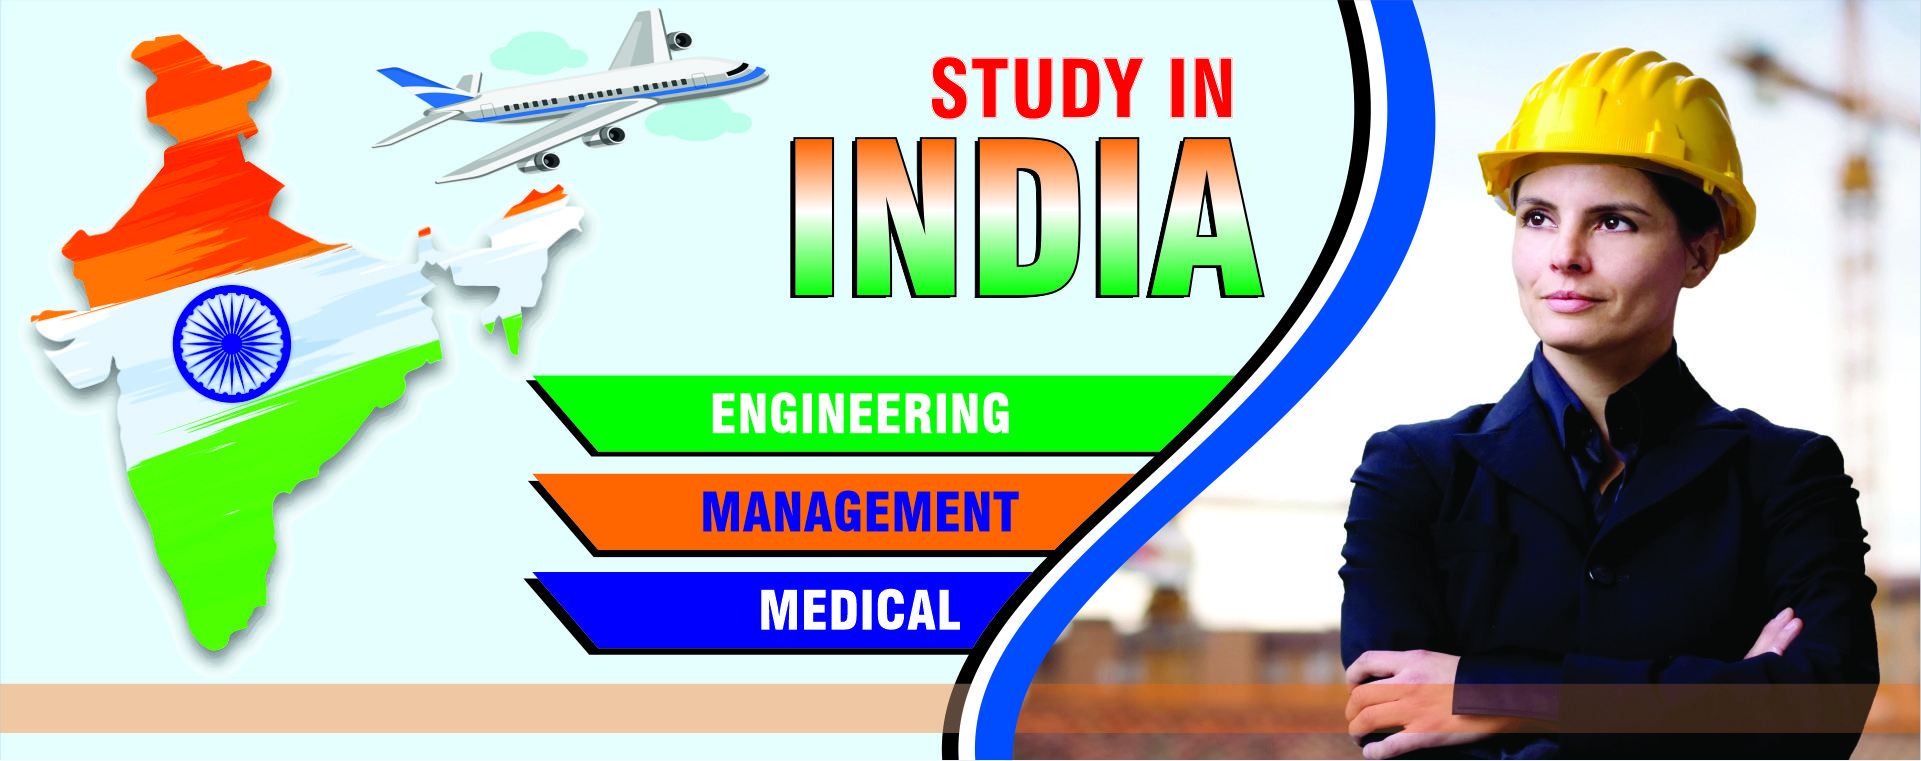 STUDY IN
INDIA
ENGINEERING
MANAGEMENT
MEDICAL